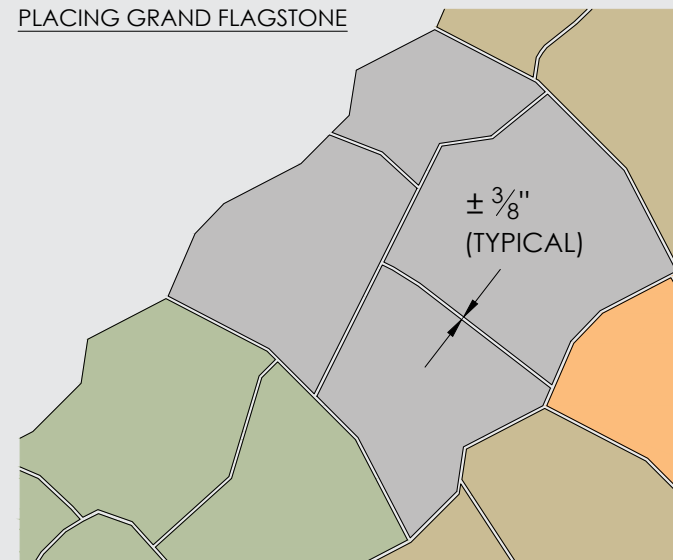 PLACING GRAND FLAGSTONE
± 3/8"
(TYPICAL)